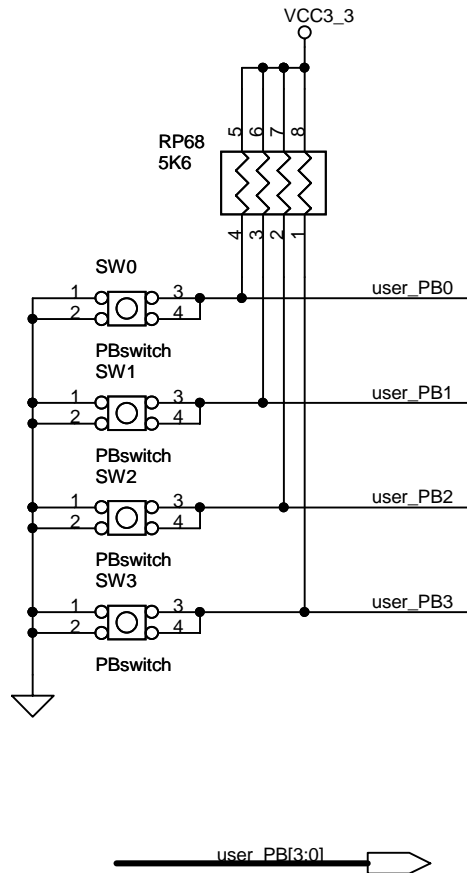 VCC3_3
RP68
5K6
5 6 7 8
4 3 2 1
SW0
1 3 user_PB0
2 4
PBswitch
SW1
1 3 user_PB1
2 4
PBswitch
SW2
1 3 user_PB2
2 4
PBswitch
SW3
1 3 user_PB3
2 4
PBswitch
user_PB[3:0]